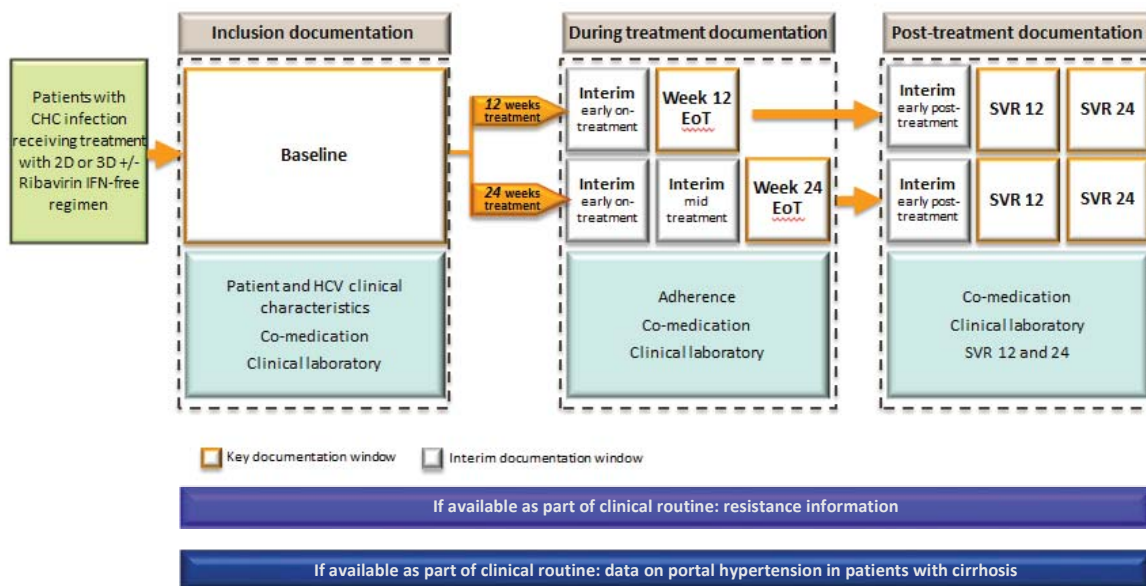 Inclusion documentation
During treatment documentation
Post-treatment documentation
Patients with
CHC infection
receiving treatment
with 2D or 3D +/-
Ribavirin IFN-free
regimen
Baseline
12 weeks
treatment
24 weeks
treatment
Interim
early on-
treatment
Week 12
EoT
Interim
early on-
treatment
Interim
mid
treatment
Week 24
EoT
Interim
early post-
treatment
SVR 12
SVR 24
Interim
early post-
treatment
SVR 12
SVR 24
Patient and HCV clinical
characteristics
Co-medication
Clinical laboratory
Adherence
Co-medication
Clinical laboratory
Co-medication
Clinical laboratory
SVR 12 and 24
Key documentation window
Interim documentation window
If available as part of clinical routine: resistance information
If available as part of clinical routine: data on portal hypertension in patients with cirrhosis